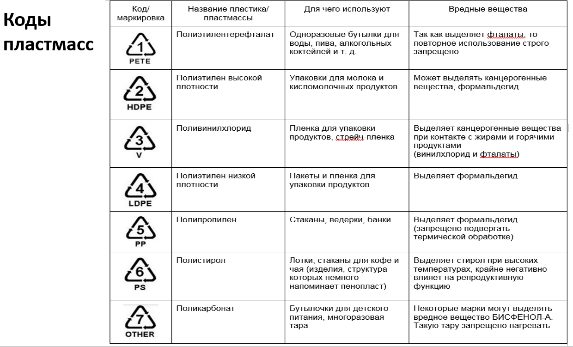 Коды
пластмасс
Код/
маркировка
Название пластика/
пластмассы
Для чего используют
Вредные вещества
1
PETE
Полиэтилентерефталат
Одноразовые бутылки для
воды, пива, алкогольных
коктейлей и т. д.
Так как выделяет фталаты, то
повторное использование строго
запрещено
2
HDPE
Полиэтилен высокой
плотности
Упаковки для молока и
кисломолочных продуктов
Может выделять канцерогенные
вещества, формальдегид
3
V
Поливинилхлорид
Пленка для упаковки
продуктов, стрейч пленка
Выделяет канцерогенные вещества
при контакте с жирами и горячими
продуктами
(винилхлорид и фталаты)
4
LDPE
Полиэтилен низкой
плотности
Пакеты и пленка для
упаковки продуктов
Выделяет формальдегид
5
PP
Полипропилен
Стаканы, ведерки, банки
Выделяет формальдегид
(запрещено подвергать
термической обработке)
6
PS
Полистирол
Лотки, стаканы для кофе и
чая (изделия, структура
которых немного
напоминает пенопласт)
Выделяет стирол при высоких
температурах, крайне негативно
влияет на репродуктивную
функцию
7
OTHER
Поликарбонат
Бутылочки для детского
питания, многоразовая
тара
Некоторые марки могут выделять
вредное вещество БИСФЕНОЛ-А.
Такую тару запрещено нагревать